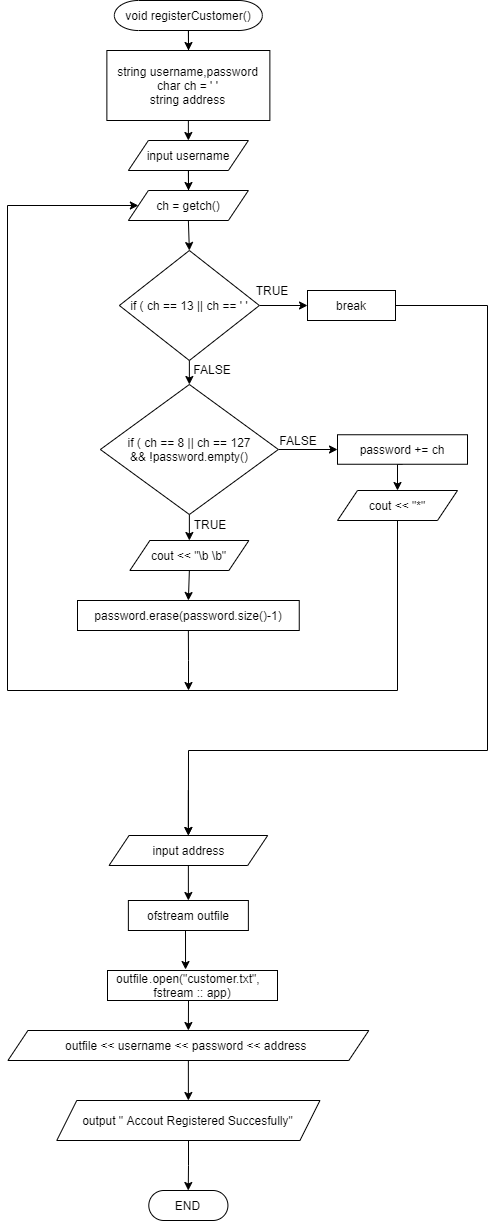 void registerCustomer()
string username,password
char ch = ' '
string address
input username
ch = getch()
if ( ch == 13 || ch == ' '
TRUE
break
FALSE
if ( ch == 8 || ch == 127
&& !password.empty()
FALSE
password += ch
cout << "*"
TRUE
cout << "\b \b"
password.erase(password.size()-1)
input address
ofstream outfile
outfile.open("customer.txt",
fstream :: app)
outfile << username << password << address
output " Accout Registered Succesfully"
END